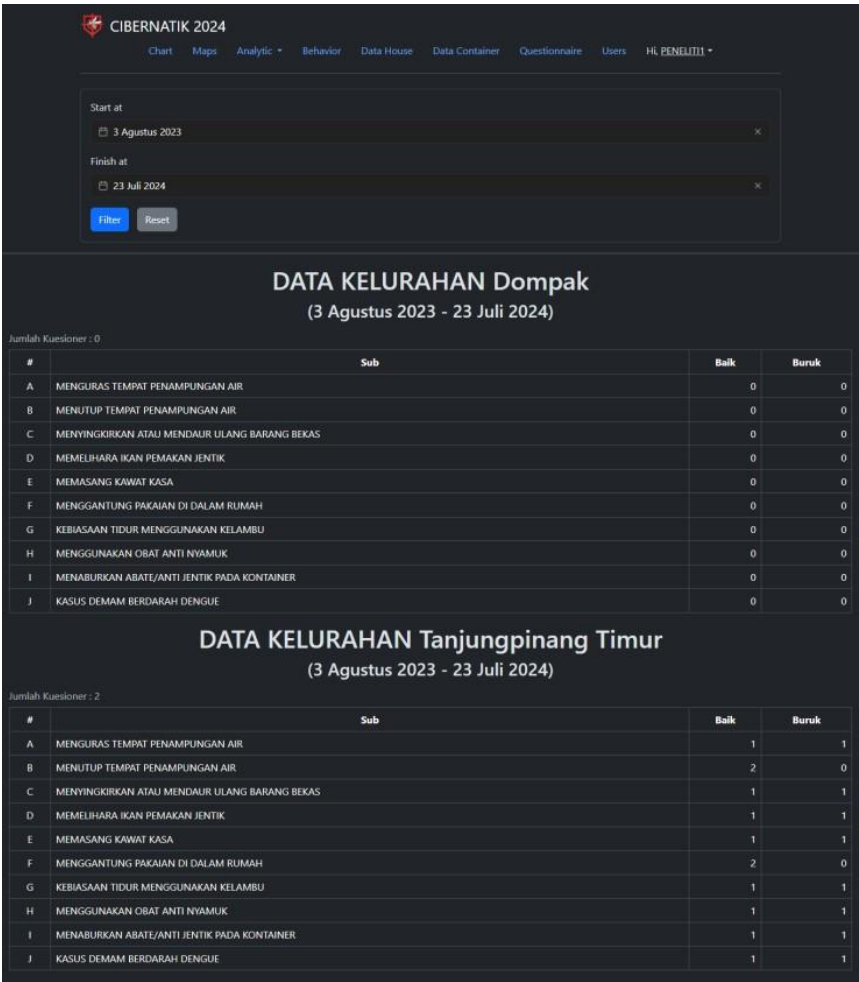 CIBERNATIK 2024
Chart Maps Analytic Behavior Data House Data Container Questionnaire Users Hi, PENELITI1
Start at
3 Agustus 2023 ×
Finish at
23 Juli 2024 ×
Filter Reset
DATA KELURAHAN Dompak
(3 Agustus 2023 - 23 Juli 2024)
Jumlah Kuesioner : 0
# Sub Baik Buruk
A MENGURAS TEMPAT PENAMPUNGAN AIR 0 0
B MENUTUP TEMPAT PENAMPUNGAN AIR 0 0
C MENYINGKIRKAN ATAU MENDAUR ULANG BARANG BEKAS 0 0
D MEMELIHARA IKAN PEMAKAN JENTIK 0 0
E MEMASANG KAWAT KASA 0 0
F MENGGANTUNG PAKAIAN DI DALAM RUMAH 0 0
G KEBIASAAN TIDUR MENGGUNAKAN KELAMBU 0 0
H MENGGUNAKAN OBAT ANTI NYAMUK 0 0
I MENABURKAN ABATE/ANTI JENTIK PADA KONTAINER 0 0
J KASUS DEMAM BERDARAH DENGUE 0 0
DATA KELURAHAN Tanjungpinang Timur
(3 Agustus 2023 - 23 Juli 2024)
Jumlah Kuesioner : 2
# Sub Baik Buruk
A MENGURAS TEMPAT PENAMPUNGAN AIR 1 1
B MENUTUP TEMPAT PENAMPUNGAN AIR 2 0
C MENYINGKIRKAN ATAU MENDAUR ULANG BARANG BEKAS 1 1
D MEMELIHARA IKAN PEMAKAN JENTIK 1 1
E MEMASANG KAWAT KASA 1 1
F MENGGANTUNG PAKAIAN DI DALAM RUMAH 2 0
G KEBIASAAN TIDUR MENGGUNAKAN KELAMBU 1 1
H MENGGUNAKAN OBAT ANTI NYAMUK 1 1
I MENABURKAN ABATE/ANTI JENTIK PADA KONTAINER 1 1
J KASUS DEMAM BERDARAH DENGUE 1 1